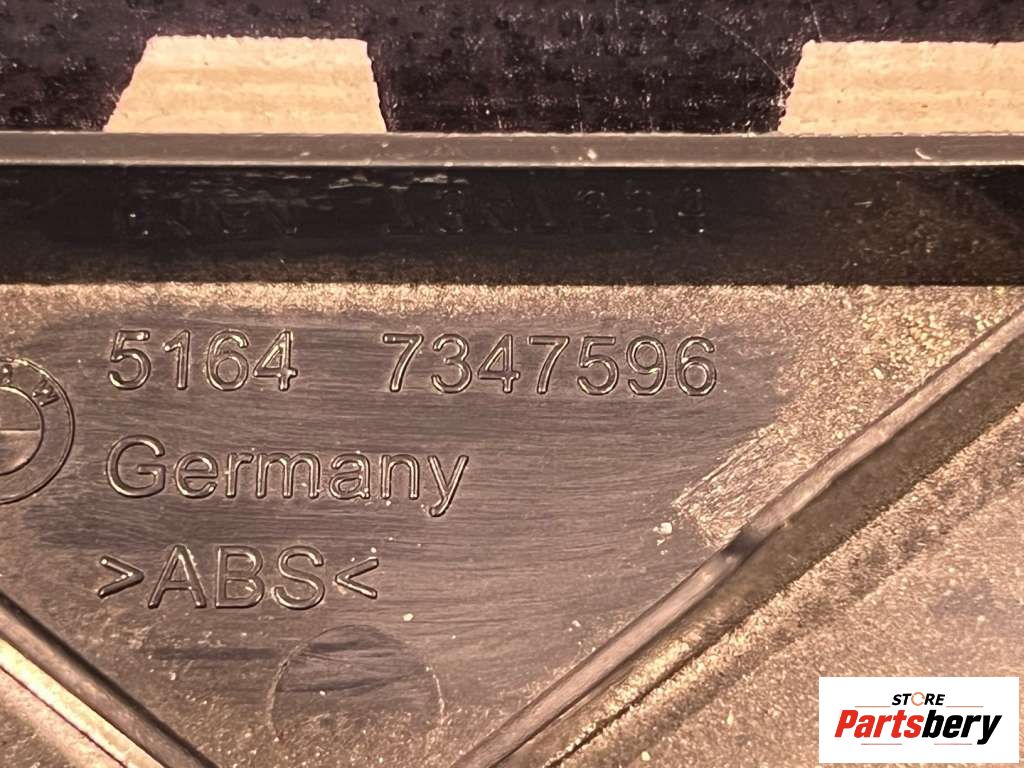 5164 7347596
Germany
>ABS<
STORE
Partsbery